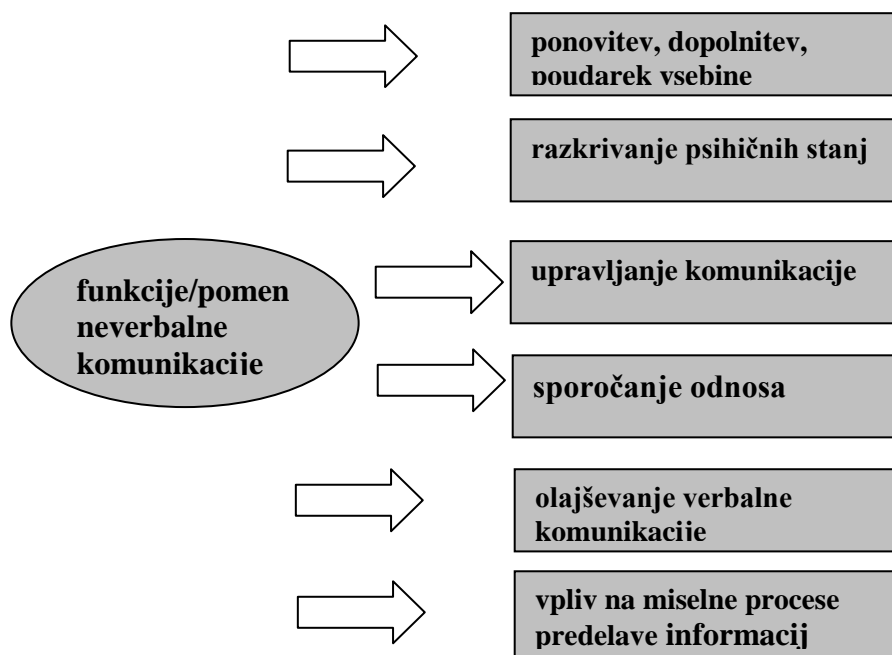 ponovitev, dopolnitev,
poudarek vsebine
razkrivanje psihičnih stanj
upravljanje komunikacije
funkcije/pomen
neverbalne
komunikacije
sporočanje odnosa
olajševanje verbalne
komunikacije
vpliv na miselne procese
predelave informacij